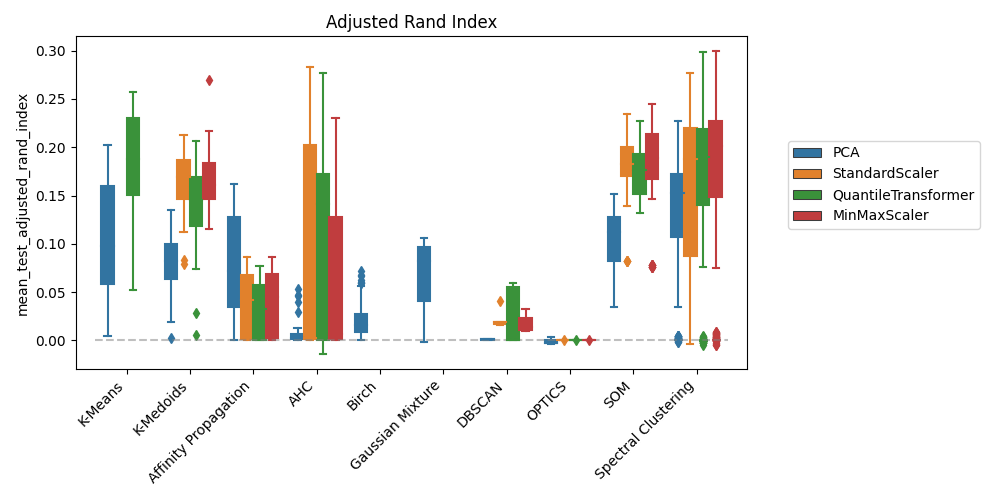 Adjusted Rand Index
mean_test_adjusted_rand_index
0.30
0.25
0.20
0.15
0.10
0.05
0.00
K-Means
K-Medoids
Affinity Propagation
AHC
Birch
Gaussian Mixture
DBSCAN
OPTICS
SOM
Spectral Clustering
PCA
StandardScaler
QuantileTransformer
MinMaxScaler